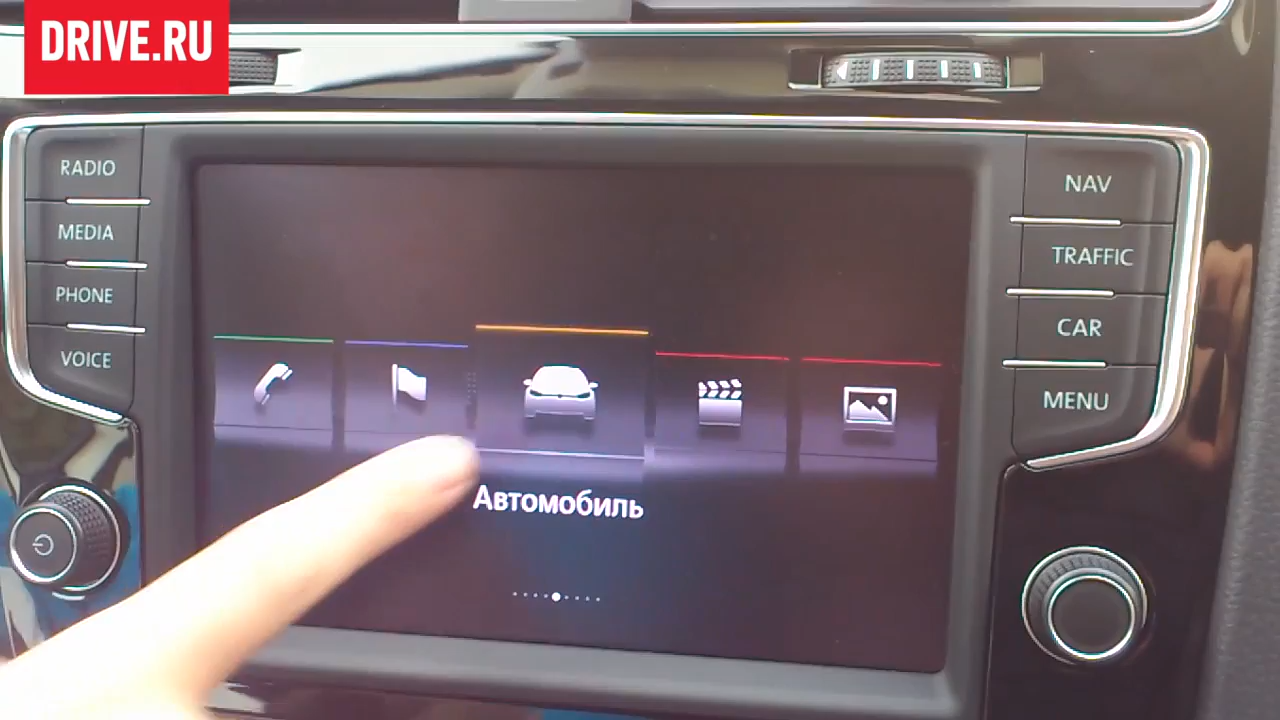 DRIVE.RU
RADIO
MEDIA
PHONE
VOICE
Автомобиль
NAV
TRAFFIC
CAR
MENU